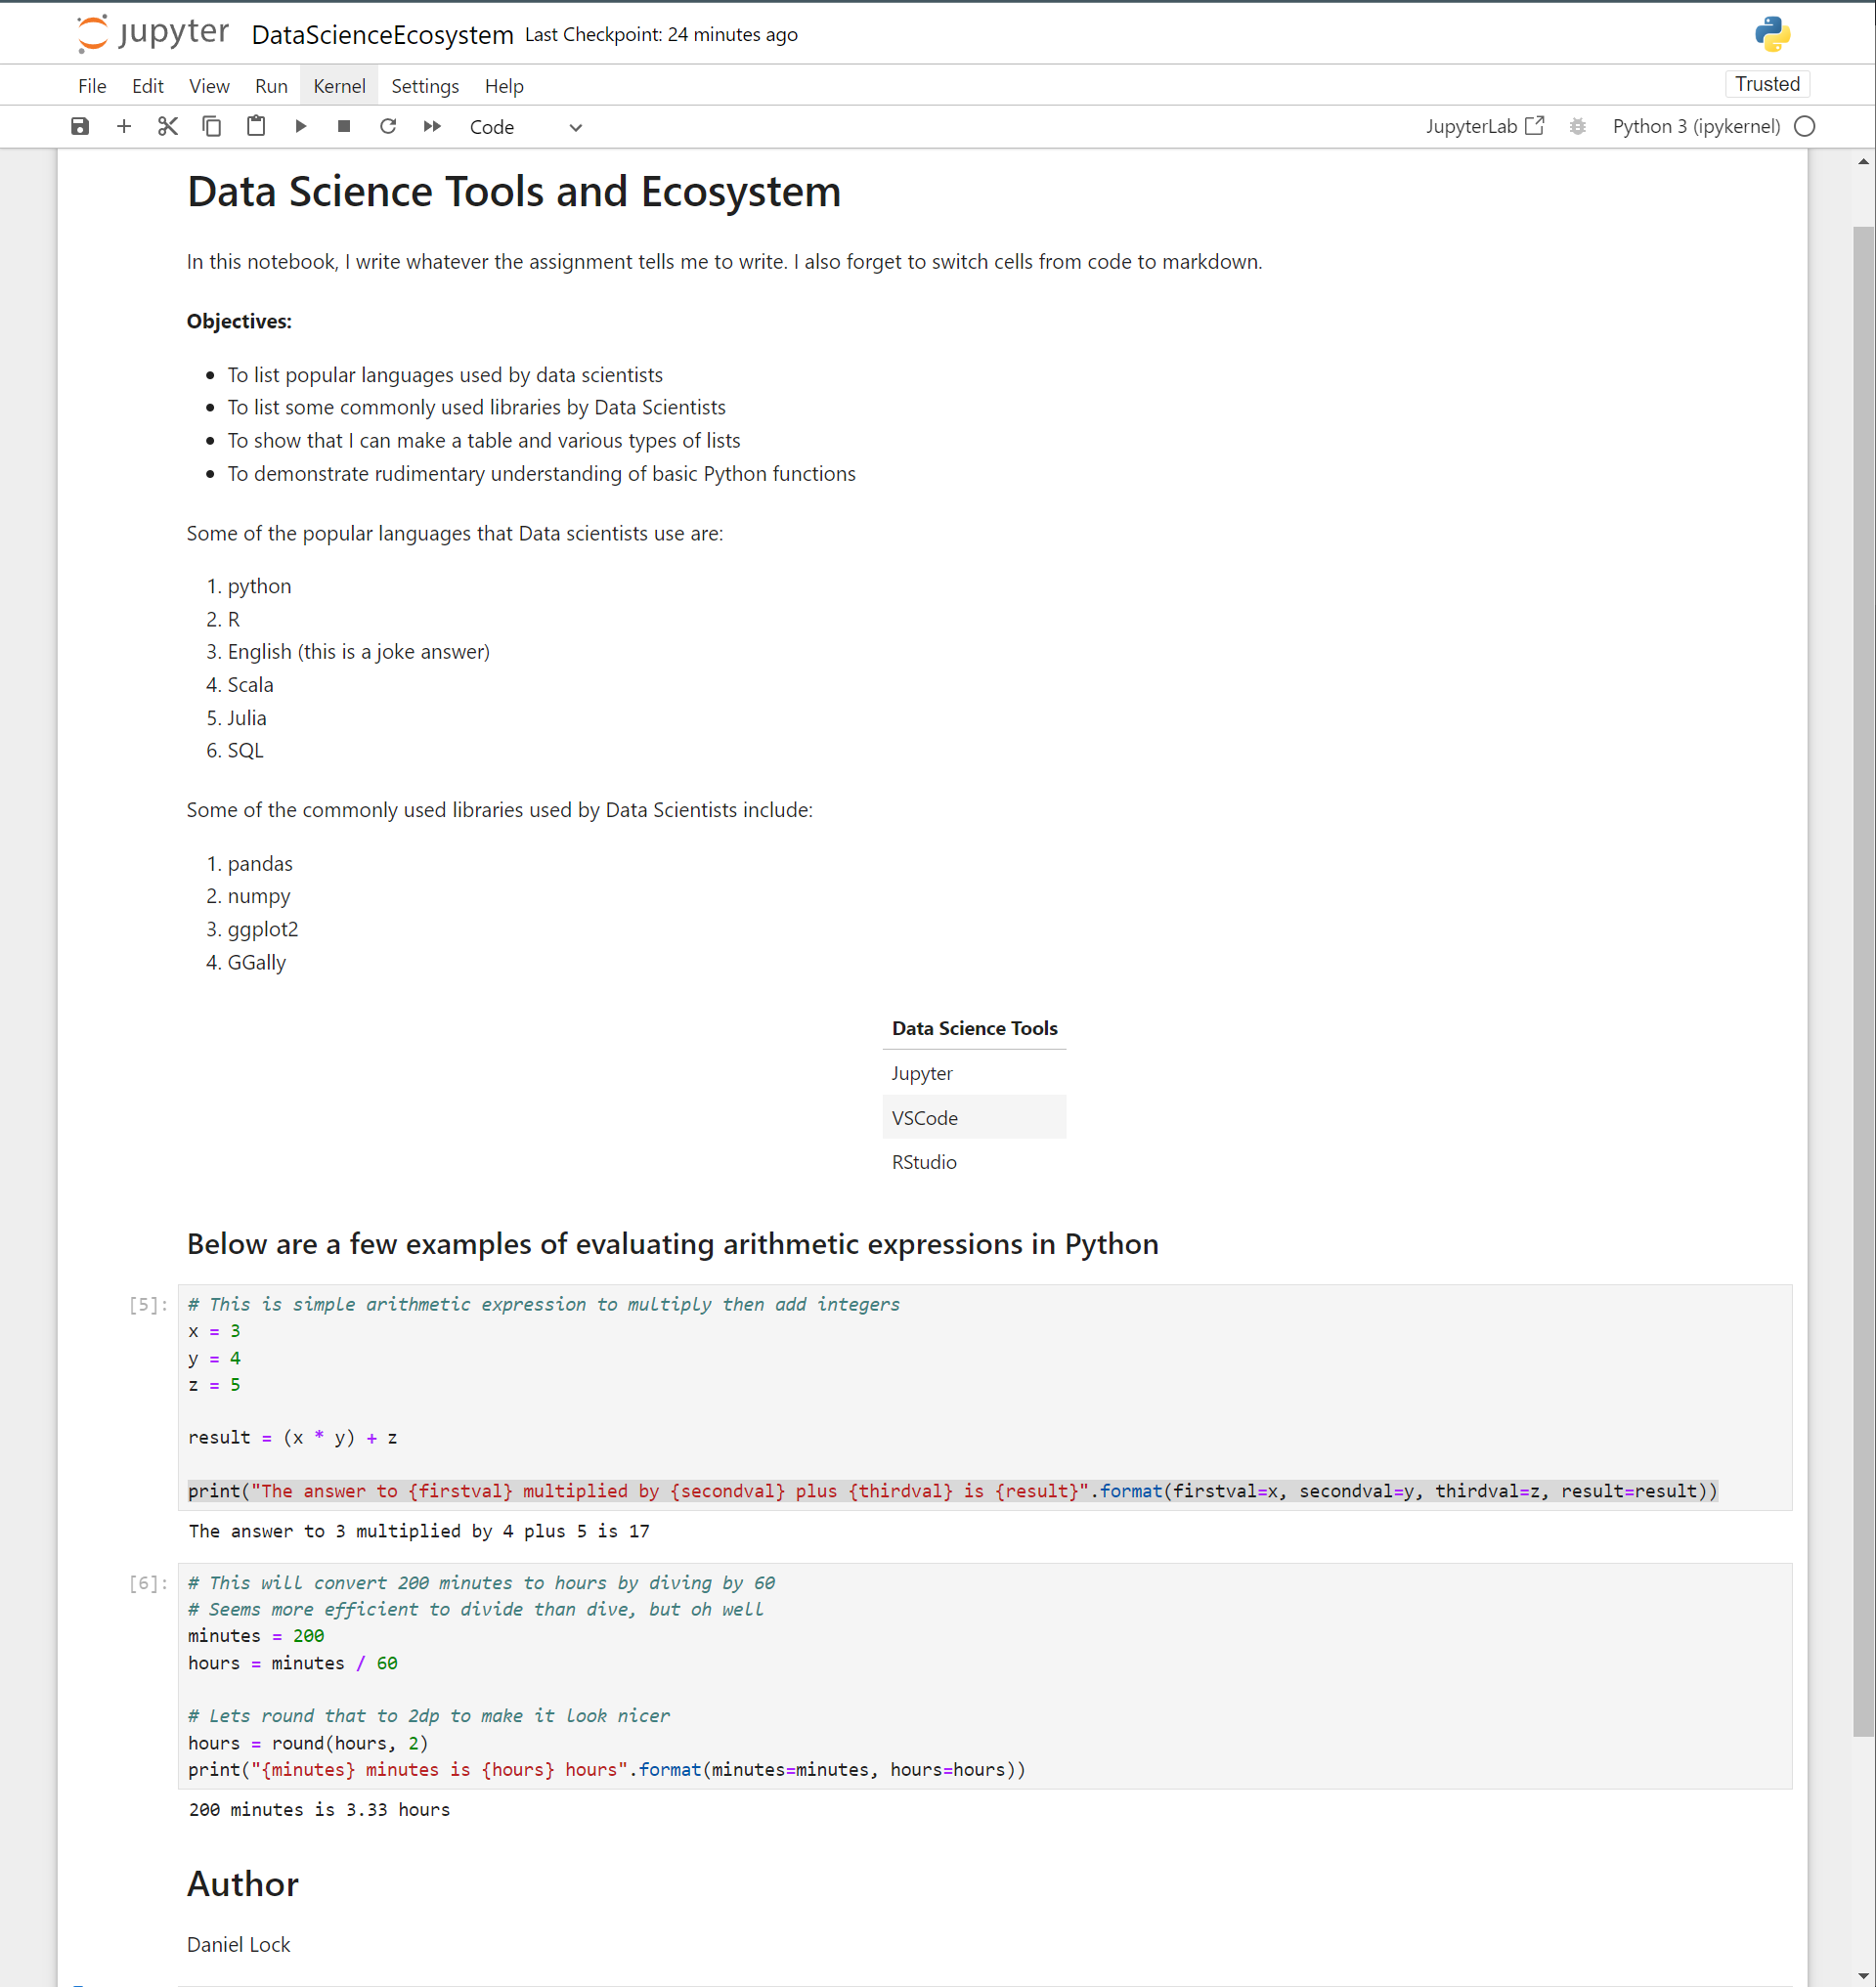 jupyter DataScienceEcosystem Last Checkpoint: 24 minutes ago
File Edit View Run Kernel Settings Help Trusted
Code JupyterLab Python 3 (ipykernel)
Data Science Tools and Ecosystem
In this notebook, I write whatever the assignment tells me to write. I also forget to switch cells from code to markdown.
Objectives:
• To list popular languages used by data scientists
• To list some commonly used libraries by Data Scientists
• To show that I can make a table and various types of lists
• To demonstrate rudimentary understanding of basic Python functions
Some of the popular languages that Data scientists use are:
1. python
2. R
3. English (this is a joke answer)
4. Scala
5. Julia
6. SQL
Some of the commonly used libraries used by Data Scientists include:
1. pandas
2. numpy
3. ggplot2
4. GGally
Data Science Tools
Jupyter
VSCode
RStudio
Below are a few examples of evaluating arithmetic expressions in Python
[5]: # This is simple arithmetic expression to multiply then add integers
x = 3
y = 4
z = 5
result = (x * y) + z
print("The answer to {firstval} multiplied by {secondval} plus {thirdval} is {result}".format(firstval=x, secondval=y, thirdval=z, result=result))
The answer to 3 multiplied by 4 plus 5 is 17
[6]: # This will convert 200 minutes to hours by diving by 60
# Seems more efficient to divide than dive, but oh well
minutes = 200
hours = minutes / 60
# Lets round that to 2dp to make it look nicer
hours = round(hours, 2)
print("{minutes} minutes is {hours} hours".format(minutes=minutes, hours=hours))
200 minutes is 3.33 hours
Author
Daniel Lock